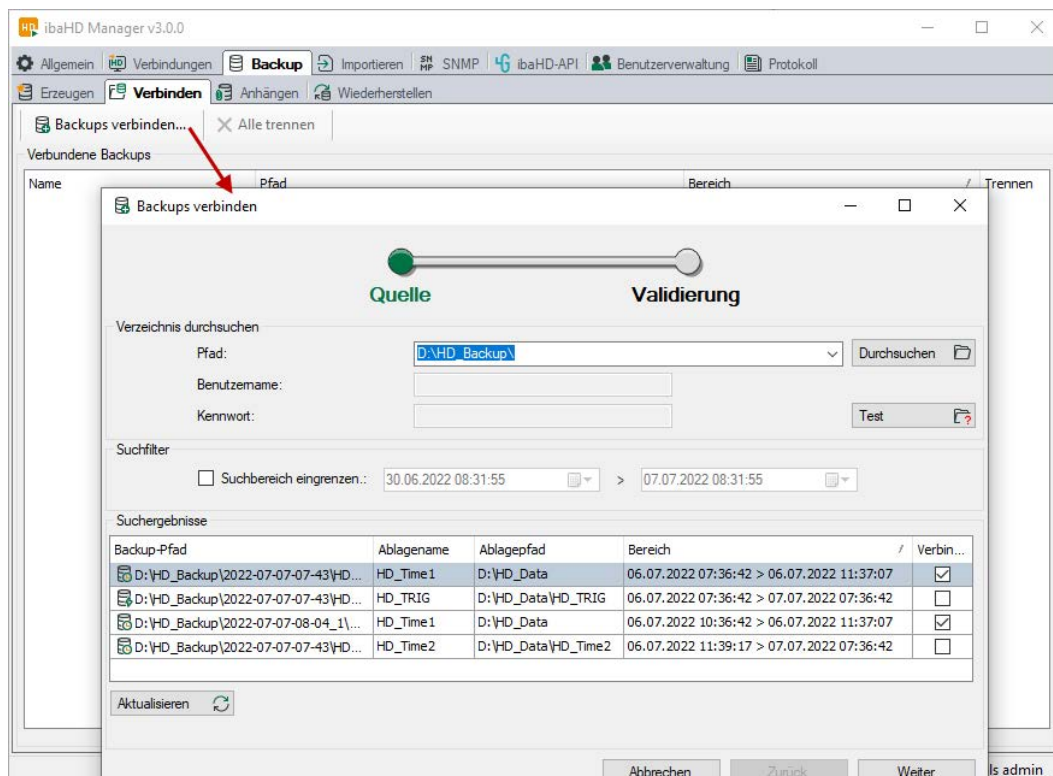 ibaHD Manager v3.0.0
Allgemein Verbindungen Backup Importieren SNMP ibaHD-API Benutzerverwaltung Protokoll
Erzeugen Verbinden Anhängen Wiederherstellen
Backups verbinden... Alle trennen
Verbundene Backups
Name Pfad Bereich / Trennen
Backups verbinden
Quelle Validierung
Verzeichnis durchsuchen
Pfad: D:\HD_Backup\ Durchsuchen
Benutzername:
Kennwort: Test
Suchfilter
Suchbereich eingrenzen.: 30.06.2022 08:31:55 > 07.07.2022 08:31:55
Suchergebnisse
Backup-Pfad Ablagename Ablagepfad Bereich / Verbin...
D:\HD_Backup\2022-07-07-07-43\HD... HD_Time1 D:\HD_Data 06.07.2022 07:36:42 > 06.07.2022 11:37:07
D:\HD_Backup\2022-07-07-07-43\HD... HD_TRIG D:\HD_Data\HD_TRIG 06.07.2022 07:36:42 > 07.07.2022 07:36:42
D:\HD_Backup\2022-07-07-08-04_1\... HD_Time1 D:\HD_Data 06.07.2022 10:36:42 > 06.07.2022 11:37:07
D:\HD_Backup\2022-07-07-07-43\HD... HD_Time2 D:\HD_Data\HD_Time2 06.07.2022 11:39:17 > 07.07.2022 07:36:42
Aktualisieren
Abbrechen Zurück Weiter ls admin